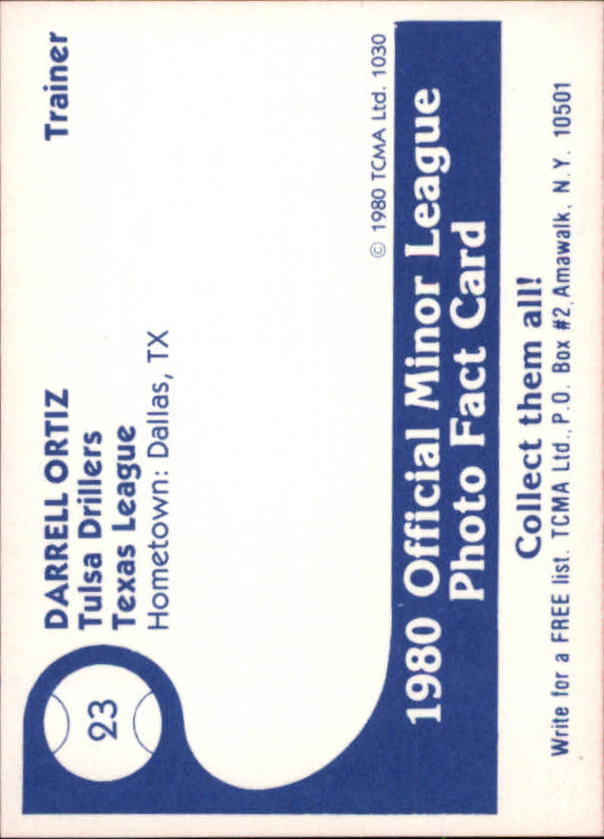 23
DARRELL ORTIZ
Trainer
Tulsa Drillers
Texas League
Hometown: Dallas, TX
© 1980 TCMA Ltd. 1030
1980 Official Minor League
Photo Fact Card
Collect them all!
Write for a FREE list. TCMA Ltd., P.O. Box #2, Amawalk, N.Y. 10501